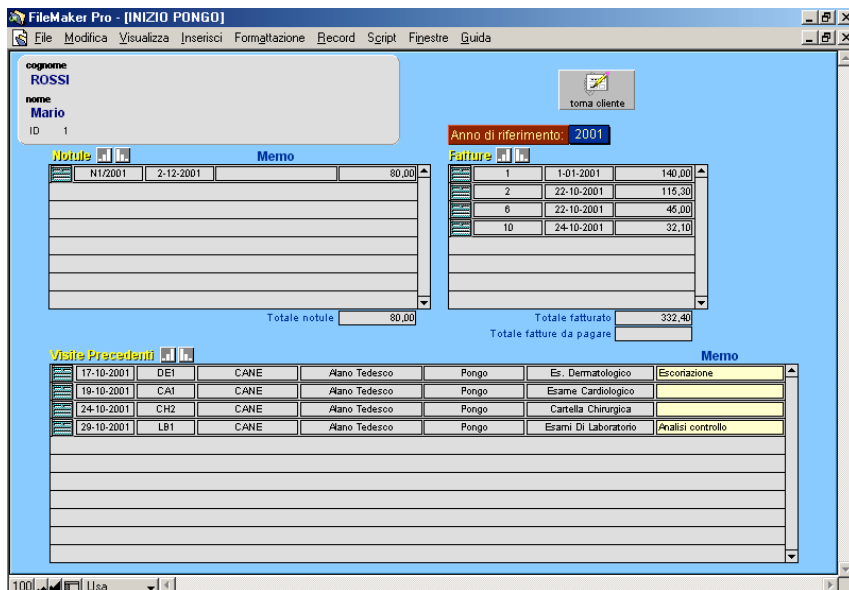 FileMaker Pro - [INIZIO PONGO]
File Modifica Visualizza Inserisci Formattazione Record Script Finestre Guida
cognome
ROSSI
nome
Mario
ID 1
torna cliente
Anno di riferimento: 2001
Notule Memo
N1/2001 2-12-2001 80,00
Totale notule 80,00
Fatture
1 1-01-2001 140,00
2 22-10-2001 115,30
6 22-10-2001 45,00
10 24-10-2001 32,10
Totale fatturato 332,40
Totale fatture da pagare
Visite Precedenti Memo
17-10-2001 DE1 CANE Alano Tedesco Pongo Es. Dermatologico Escoriazione
19-10-2001 CA1 CANE Alano Tedesco Pongo Esame Cardiologico
24-10-2001 CH2 CANE Alano Tedesco Pongo Cartella Chirurgica
29-10-2001 LB1 CANE Alano Tedesco Pongo Esami Di Laboratorio Analisi controllo
100 Usa